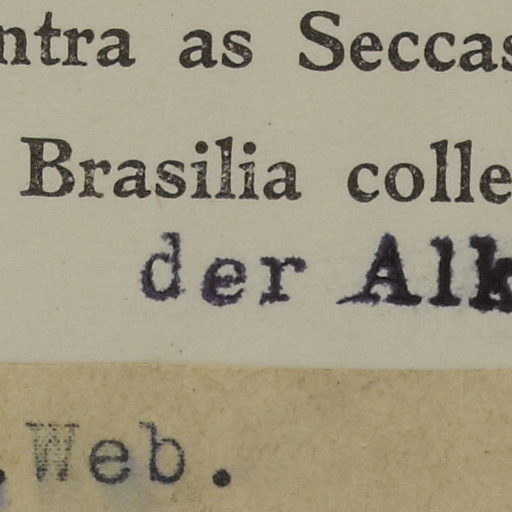 ntra as Seccas
Brasilia colle
der Alk
.Web.